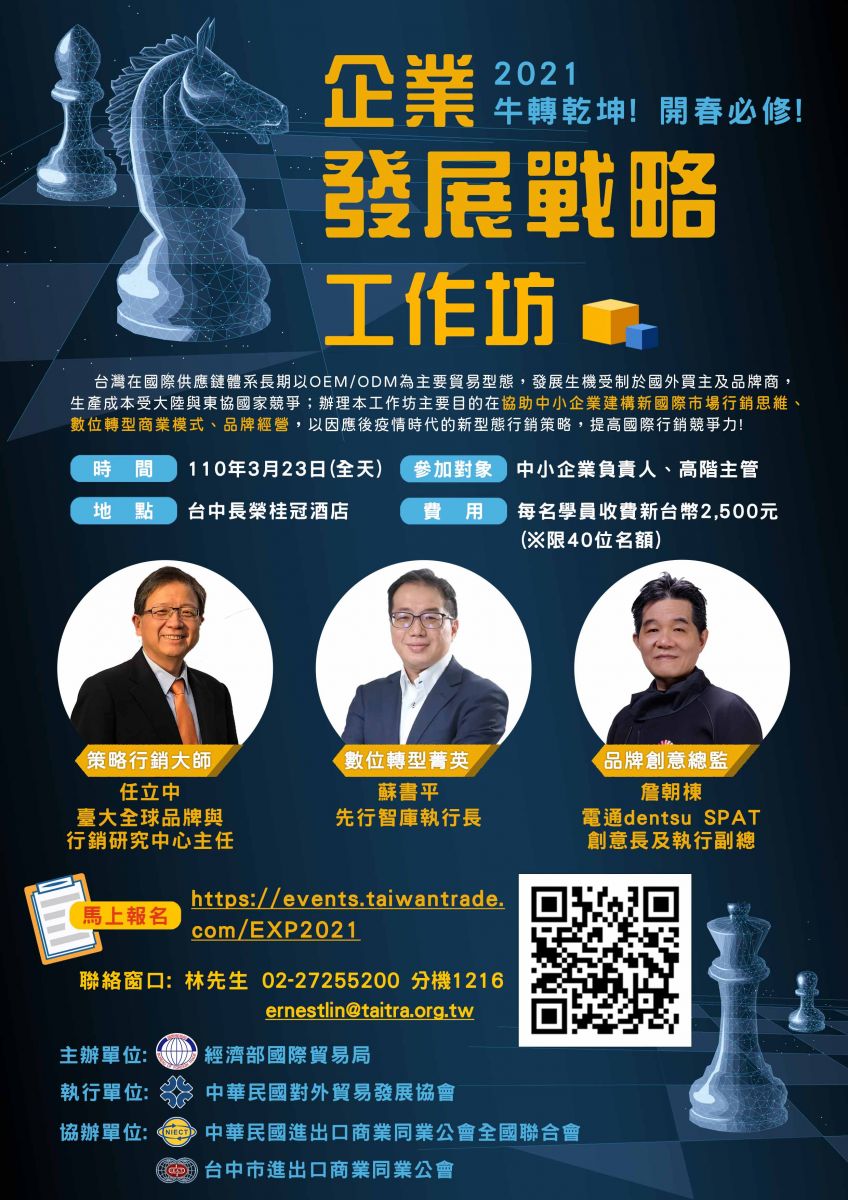 企業
2021
牛轉乾坤! 開春必修!
發展戰略
工作坊
台灣在國際供應鏈體系長期以OEM/ODM為主要貿易型態，發展生機受制於國外買主及品牌商，
生產成本受大陸與東協國家競爭；辦理本工作坊主要目的在協助中小企業建構新國際市場行銷思維、
數位轉型商業模式、品牌經營，以因應後疫情時代的新型態行銷策略，提高國際行銷競爭力!
時 間 110年3月23日(全天)
參加對象 中小企業負責人、高階主管
地 點 台中長榮桂冠酒店
費 用 每名學員收費新台幣2,500元
(※限40位名額)
策略行銷大師
任立中
臺大全球品牌與
行銷研究中心主任
數位轉型菁英
蘇書平
先行智庫執行長
品牌創意總監
詹朝棟
電通dentsu SPAT
創意長及執行副總
馬上報名
https://events.taiwantrade.
com/EXP2021
聯絡窗口: 林先生 02-27255200 分機1216
ernestlin@taitra.org.tw
主辦單位: 經濟部國際貿易局
執行單位: 中華民國對外貿易發展協會
協辦單位: NIECT 中華民國進出口商業同業公會全國聯合會
台中市進出口商業同業公會